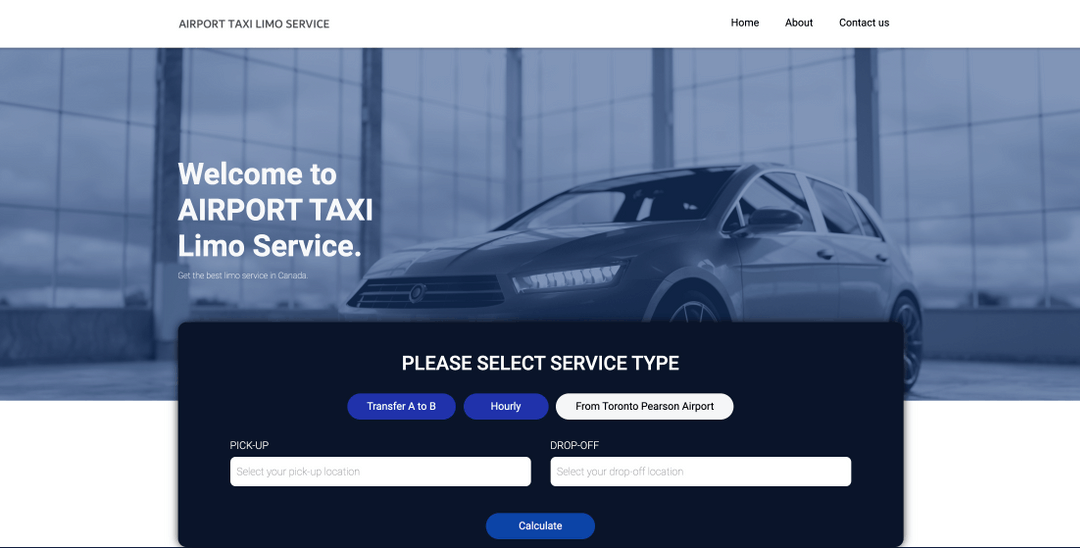 AIRPORT TAXI LIMO SERVICE
Home About Contact us
Welcome to
AIRPORT TAXI
Limo Service.
Get the best limo service in Canada.
PLEASE SELECT SERVICE TYPE
Transfer A to B Hourly From Toronto Pearson Airport
PICK-UP DROP-OFF
Select your pick-up location Select your drop-off location
Calculate